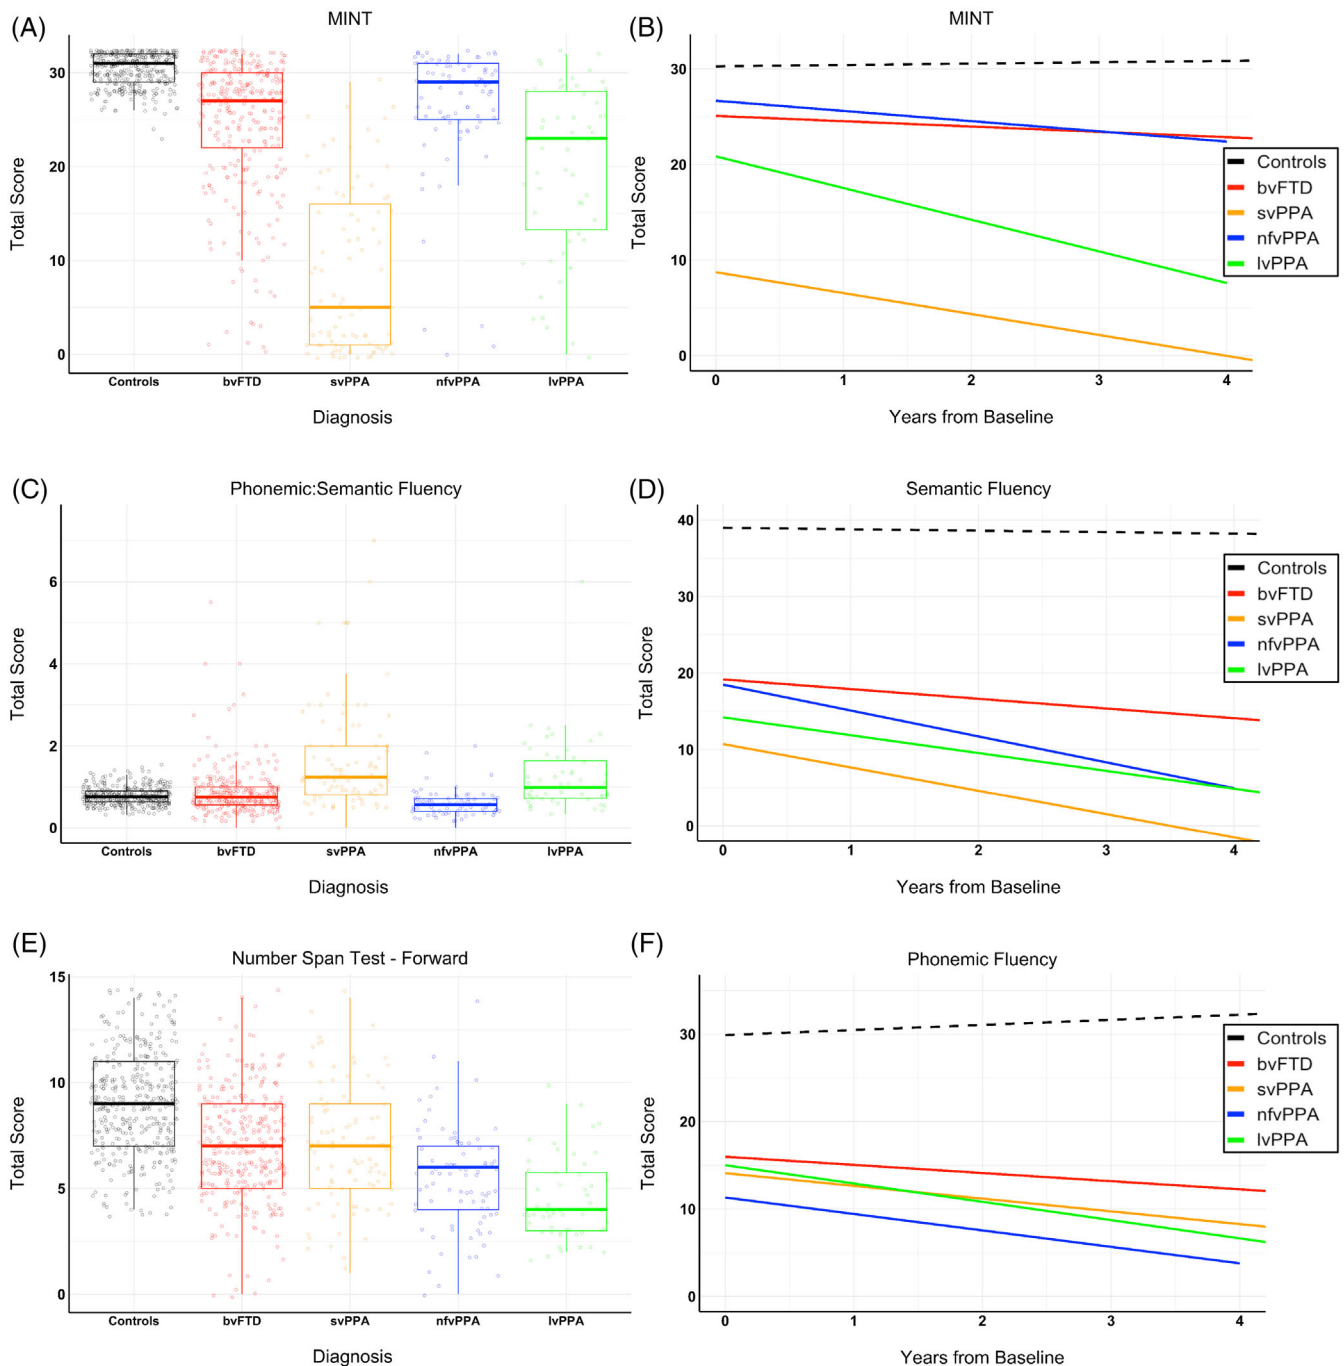 (A)
MINT
Total Score
30
20
10
0
Controls bvFTD svPPA nfvPPA lvPPA
Diagnosis
(B)
MINT
Total Score
30
20
10
0
0 1 2 3 4
Years from Baseline
Controls
bvFTD
svPPA
nfvPPA
lvPPA
(C)
Phonemic:Semantic Fluency
Total Score
6
4
2
0
Controls bvFTD svPPA nfvPPA lvPPA
Diagnosis
(D)
Semantic Fluency
Total Score
40
30
20
10
0
0 1 2 3 4
Years from Baseline
Controls
bvFTD
svPPA
nfvPPA
lvPPA
(E)
Number Span Test - Forward
Total Score
15
10
5
0
Controls bvFTD svPPA nfvPPA lvPPA
Diagnosis
(F)
Phonemic Fluency
Total Score
30
20
10
0
0 1 2 3 4
Years from Baseline
Controls
bvFTD
svPPA
nfvPPA
lvPPA